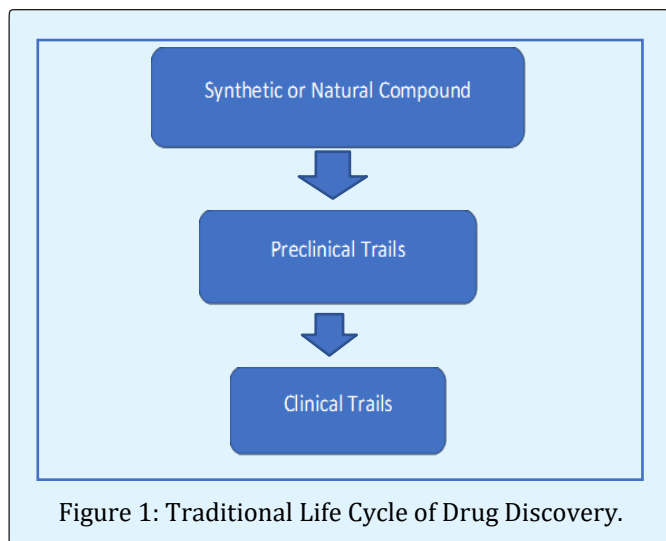 Synthetic or Natural Compound
Preclinical Trails
Clinical Trails
Figure 1: Traditional Life Cycle of Drug Discovery.